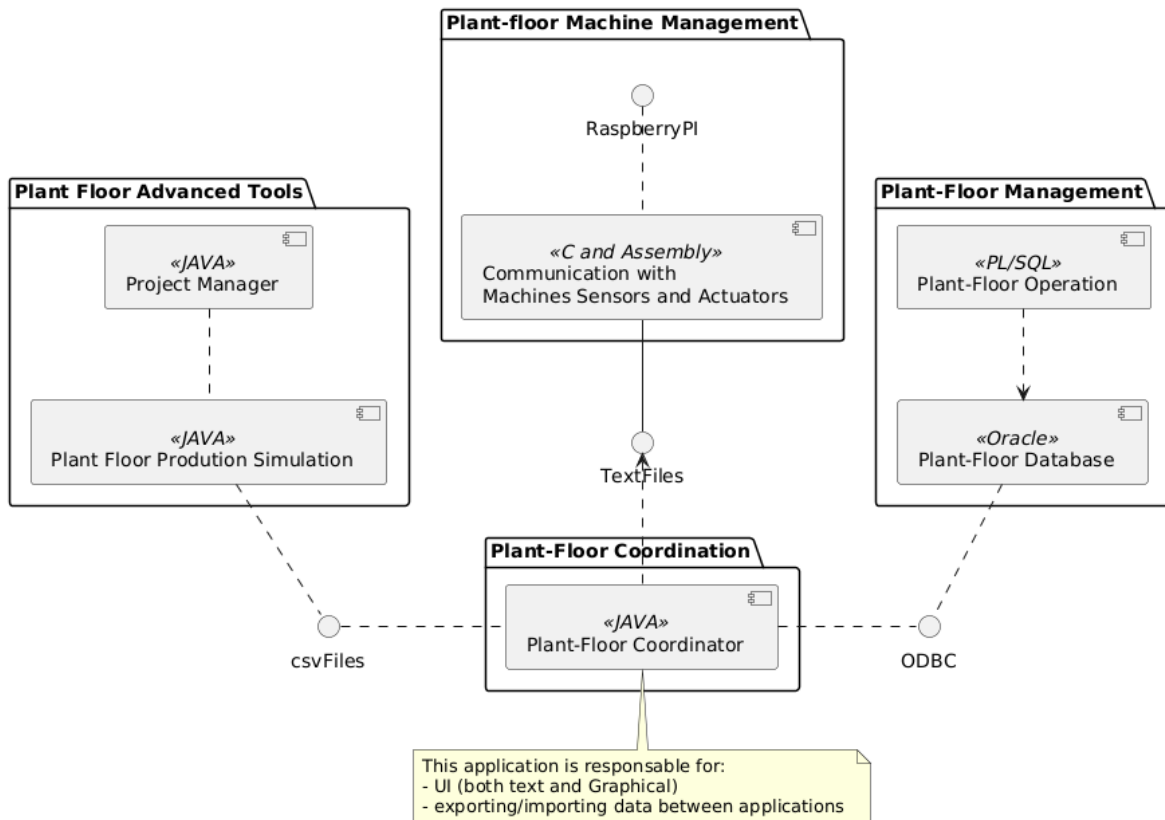 Plant-floor Machine Management
RaspberryPI
Plant Floor Advanced Tools
«JAVA»
Project Manager
«C and Assembly»
Communication with
Machines Sensors and Actuators
Plant-Floor Management
«PL/SQL»
Plant-Floor Operation
«JAVA»
Plant Floor Prodution Simulation
TextFiles
«Oracle»
Plant-Floor Database
Plant-Floor Coordination
«JAVA»
Plant-Floor Coordinator
csvFiles
ODBC
This application is responsable for:
- UI (both text and Graphical)
- exporting/importing data between applications